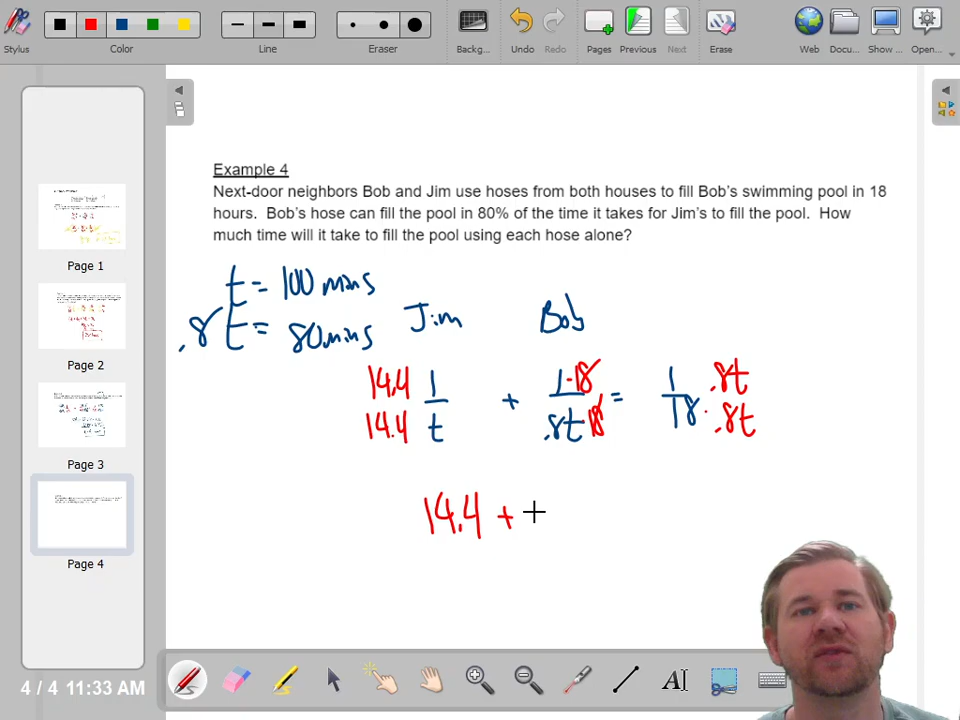 Stylus
Color
Line
Eraser
Backg...
Undo
Redo
Pages
Previous
Next
Erase
Web
Docu...
Show ...
Open...
Page 1
Page 2
Page 3
Page 4
4 / 4 11:33 AM
Example 4
Next-door neighbors Bob and Jim use hoses from both houses to fill Bob's swimming pool in 18
hours. Bob's hose can fill the pool in 80% of the time it takes for Jim's to fill the pool. How
much time will it take to fill the pool using each hose alone?
t = 100 mins
.8t = 80 mins
Jim
Bob
14.4 1 1·18 1 .8t
+ =
14.4 t .8t·18 18 · .8t
14.4 +
A